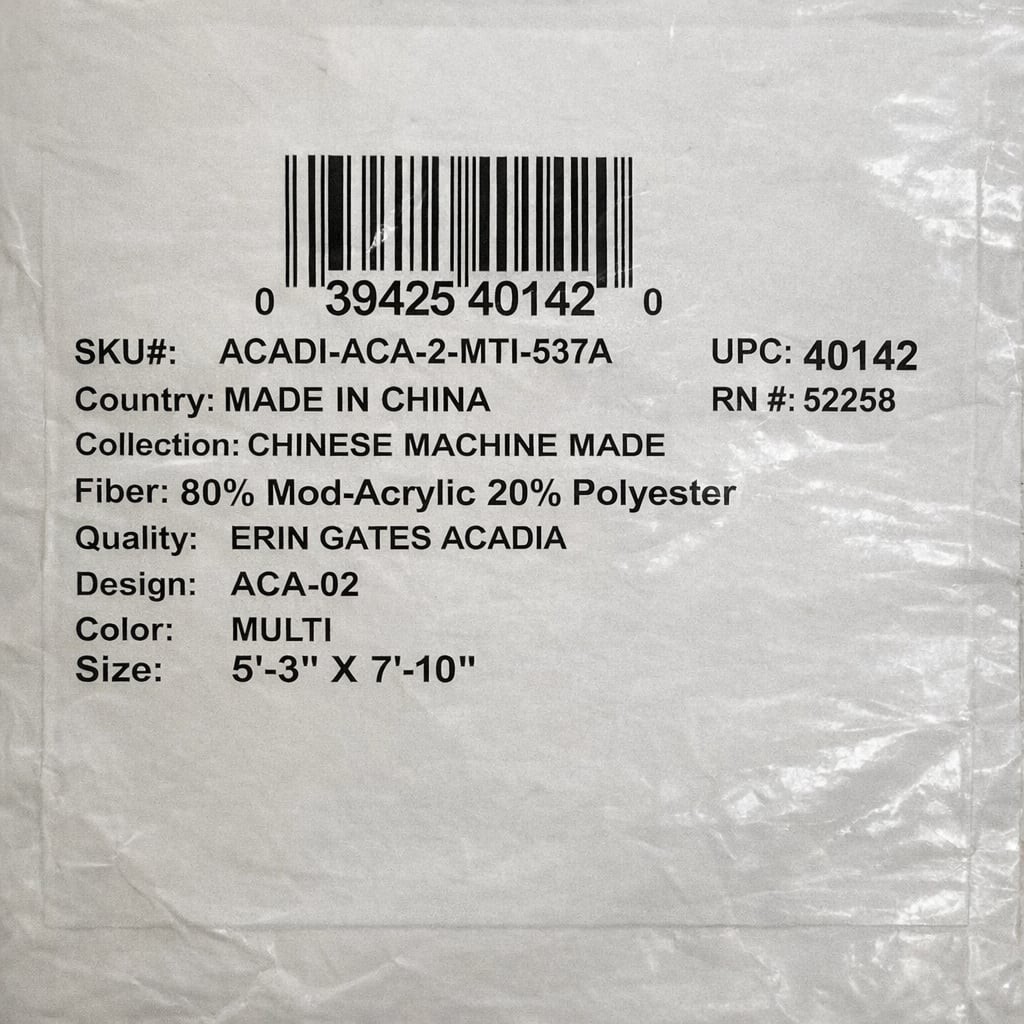 0 39425 40142 0
SKU#: ACADI-ACA-2-MTI-537A UPC: 40142
Country: MADE IN CHINA RN #: 52258
Collection: CHINESE MACHINE MADE
Fiber: 80% Mod-Acrylic 20% Polyester
Quality: ERIN GATES ACADIA
Design: ACA-02
Color: MULTI
Size: 5'-3" X 7'-10"